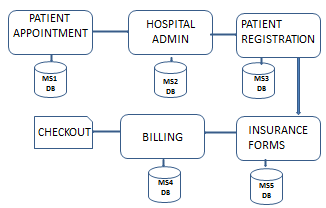 PATIENT
APPOINTMENT
HOSPITAL
ADMIN
PATIENT
REGISTRATION
MS1
DB
MS2
DB
MS3
DB
CHECKOUT
BILLING
INSURANCE
FORMS
MS4
DB
MS5
DB